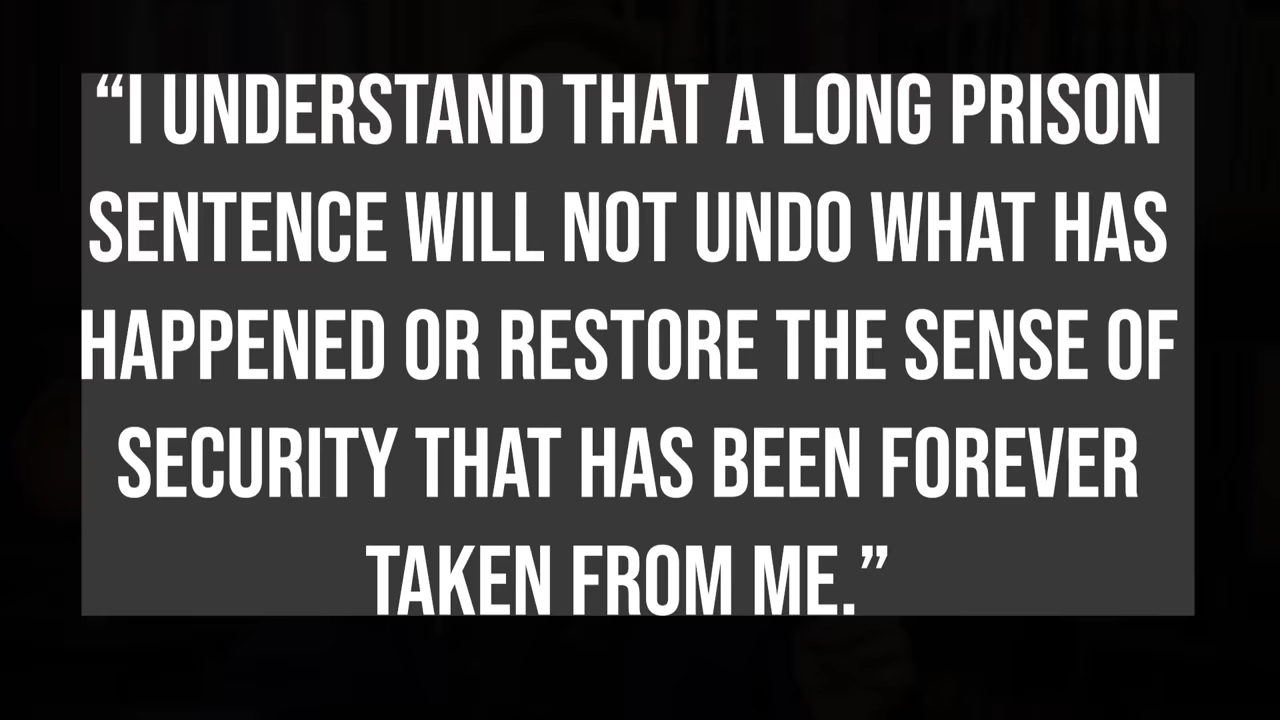 “I UNDERSTAND THAT A LONG PRISON
SENTENCE WILL NOT UNDO WHAT HAS
HAPPENED OR RESTORE THE SENSE OF
SECURITY THAT HAS BEEN FOREVER
TAKEN FROM ME.”